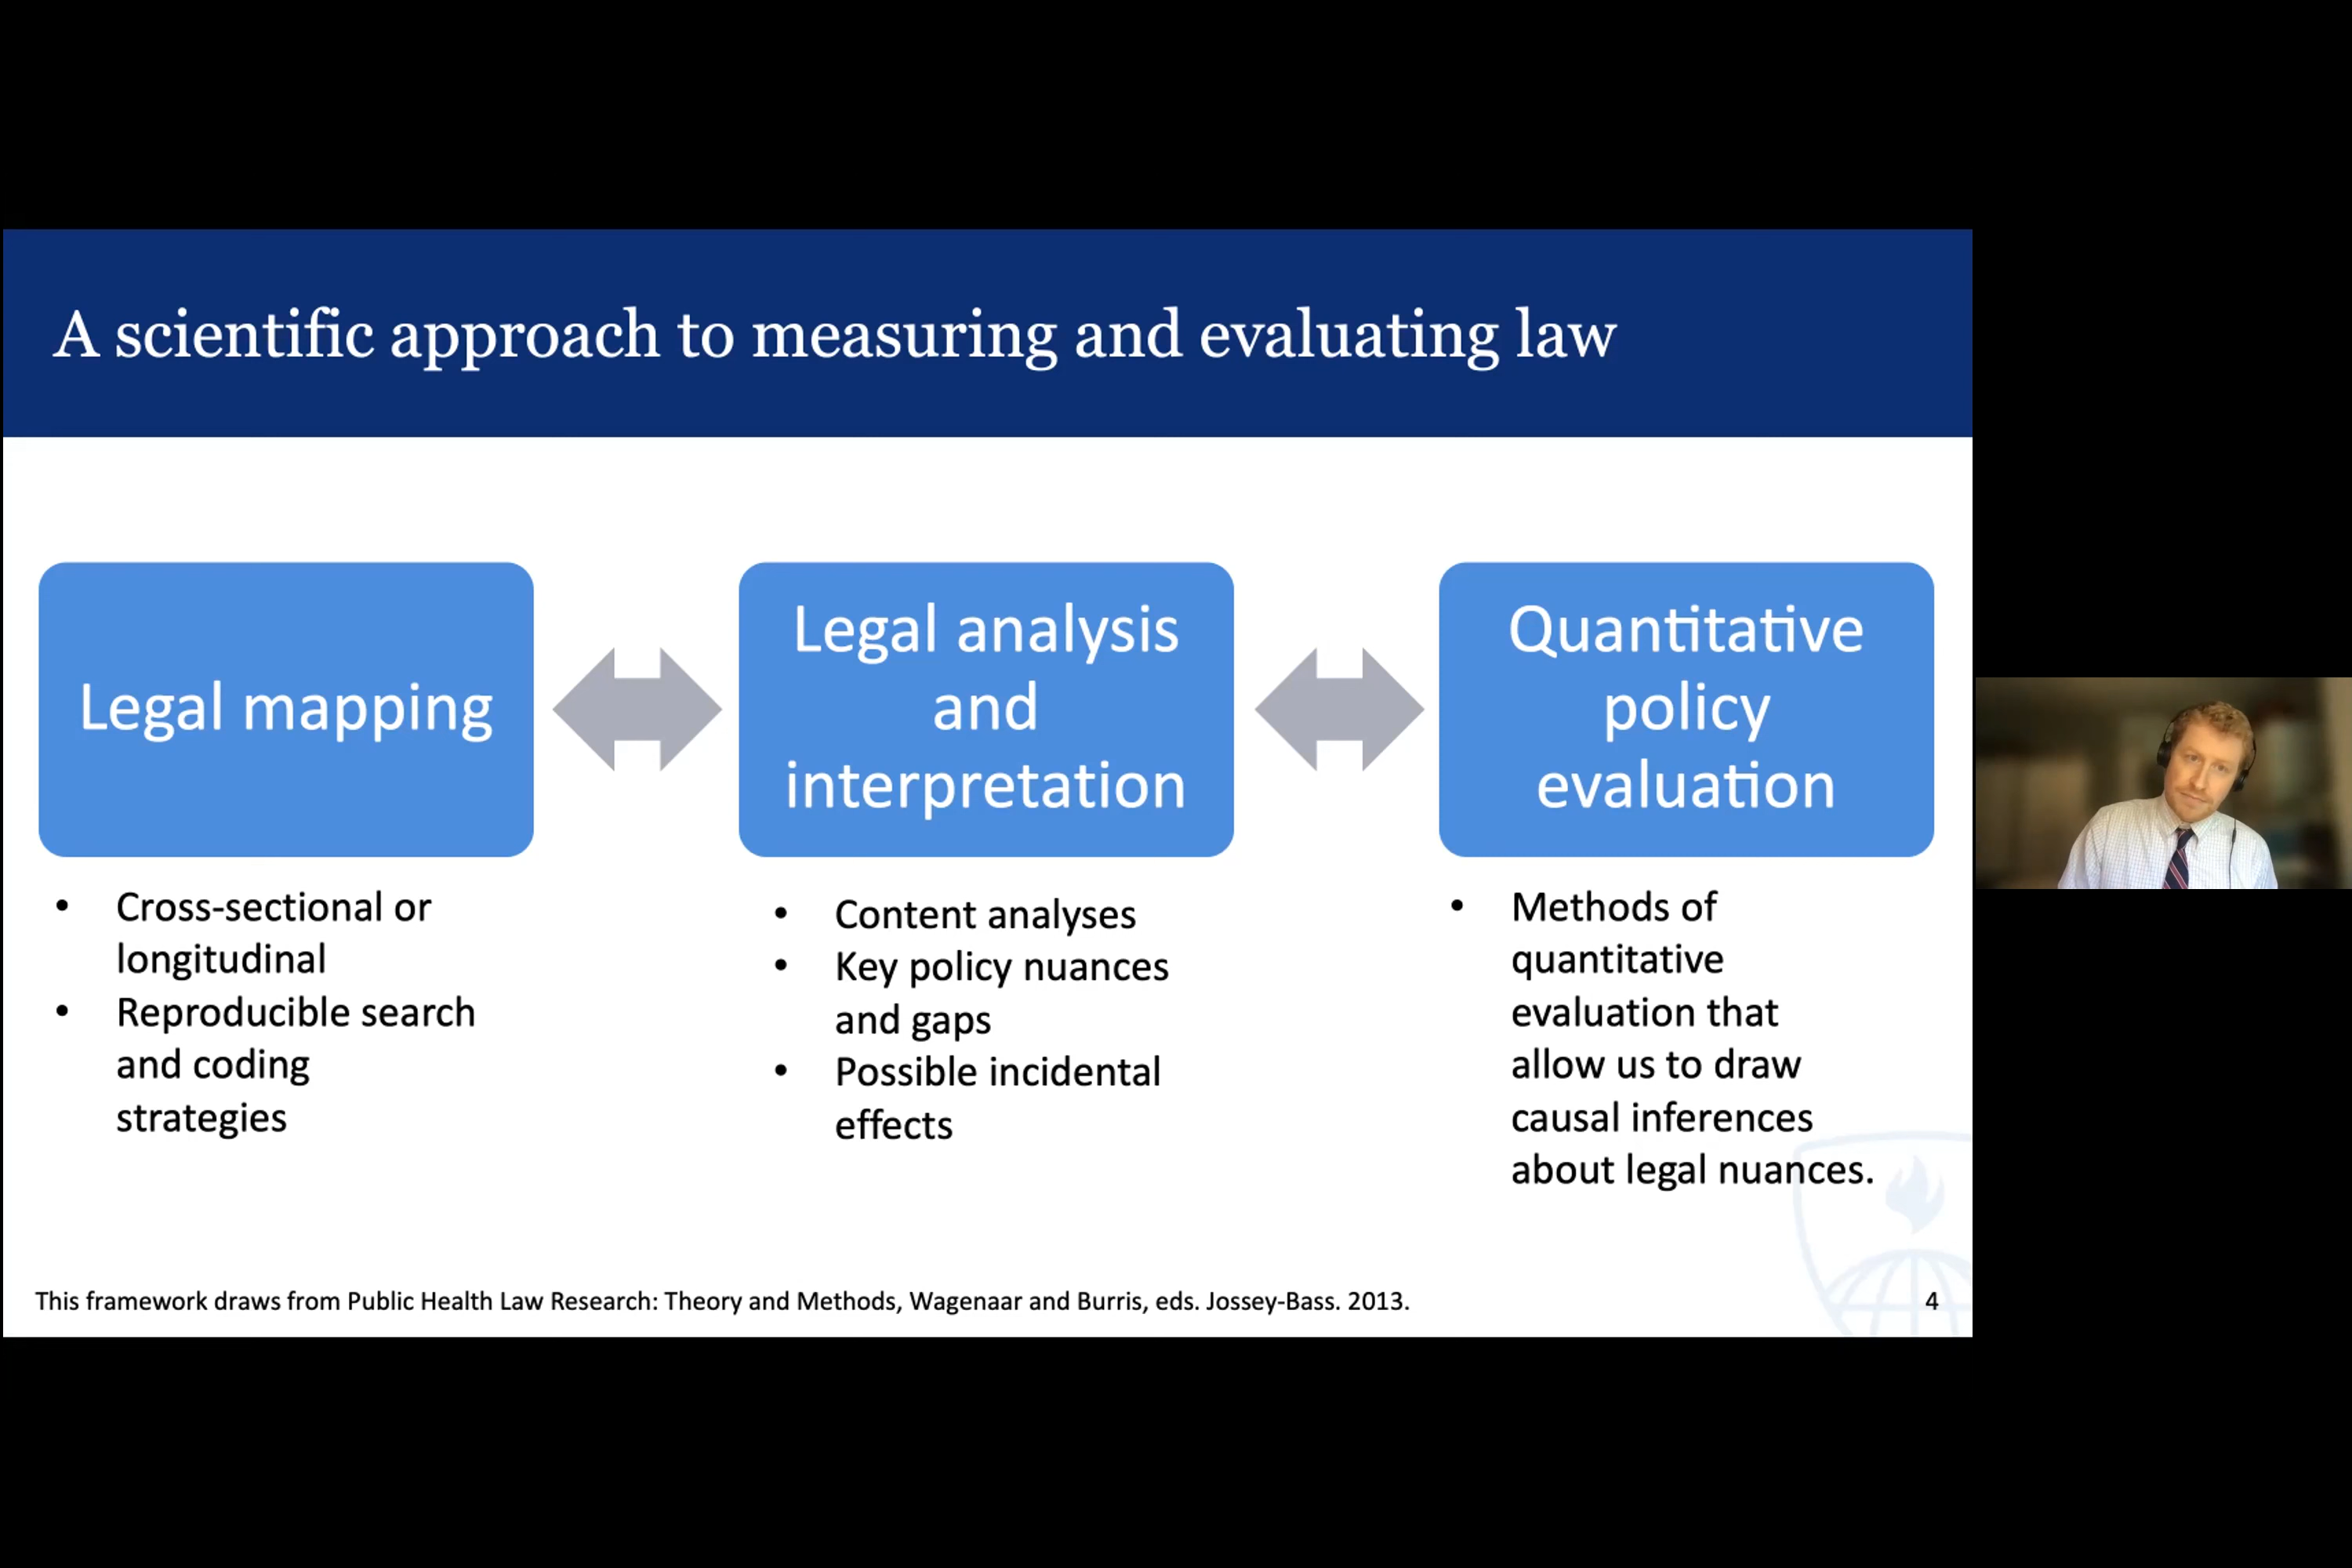 A scientific approach to measuring and evaluating law
Legal mapping
• Cross-sectional or
longitudinal
• Reproducible search
and coding
strategies
Legal analysis
and
interpretation
• Content analyses
• Key policy nuances
and gaps
• Possible incidental
effects
Quantitative
policy
evaluation
• Methods of
quantitative
evaluation that
allow us to draw
causal inferences
about legal nuances.
This framework draws from Public Health Law Research: Theory and Methods, Wagenaar and Burris, eds. Jossey-Bass. 2013.
4